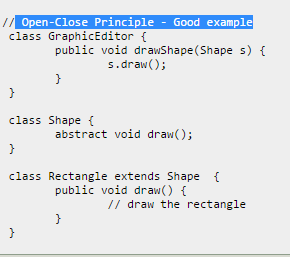 // Open-Close Principle - Good example
class GraphicEditor {
public void drawShape(Shape s) {
s.draw();
}
}
class Shape {
abstract void draw();
}
class Rectangle extends Shape  {
public void draw() {
// draw the rectangle
}
}